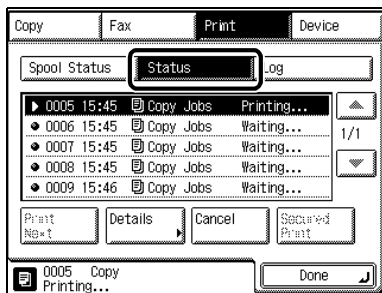 Copy Fax Print Device
Spool Status Status Log
0005 15:45 Copy Jobs Printing...
0006 15:45 Copy Jobs Waiting...
0007 15:45 Copy Jobs Waiting...
0008 15:45 Copy Jobs Waiting...
0009 15:46 Copy Jobs Waiting...
1/1
Print Next Details Cancel Secured Print
0005 Copy
Printing...
Done